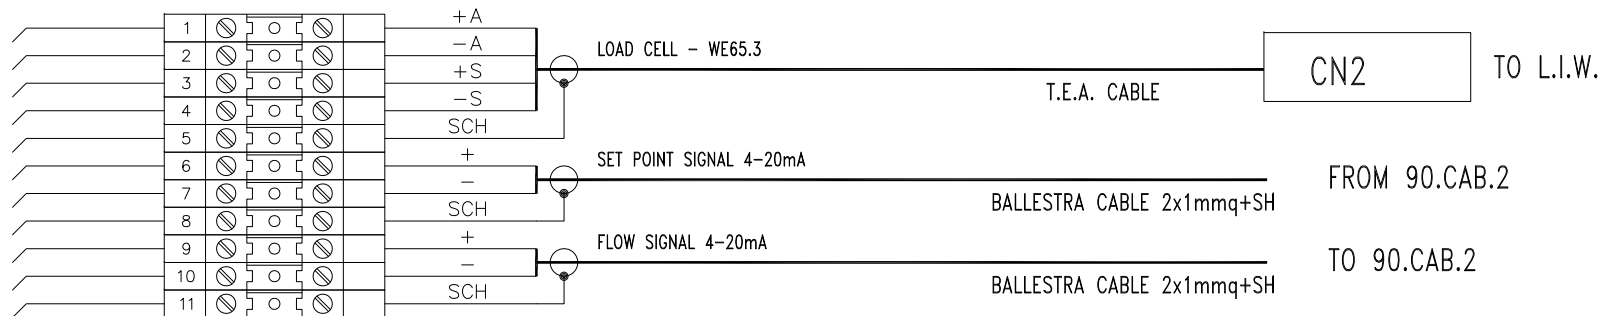 1 +A
2 −A
3 +S
4 −S
5 SCH
LOAD CELL − WE65.3
T.E.A. CABLE
CN2
TO L.I.W.
6 +
7 −
8 SCH
SET POINT SIGNAL 4−20mA
BALLESTRA CABLE 2x1mmq+SH
FROM 90.CAB.2
9 +
10 −
11 SCH
FLOW SIGNAL 4−20mA
BALLESTRA CABLE 2x1mmq+SH
TO 90.CAB.2